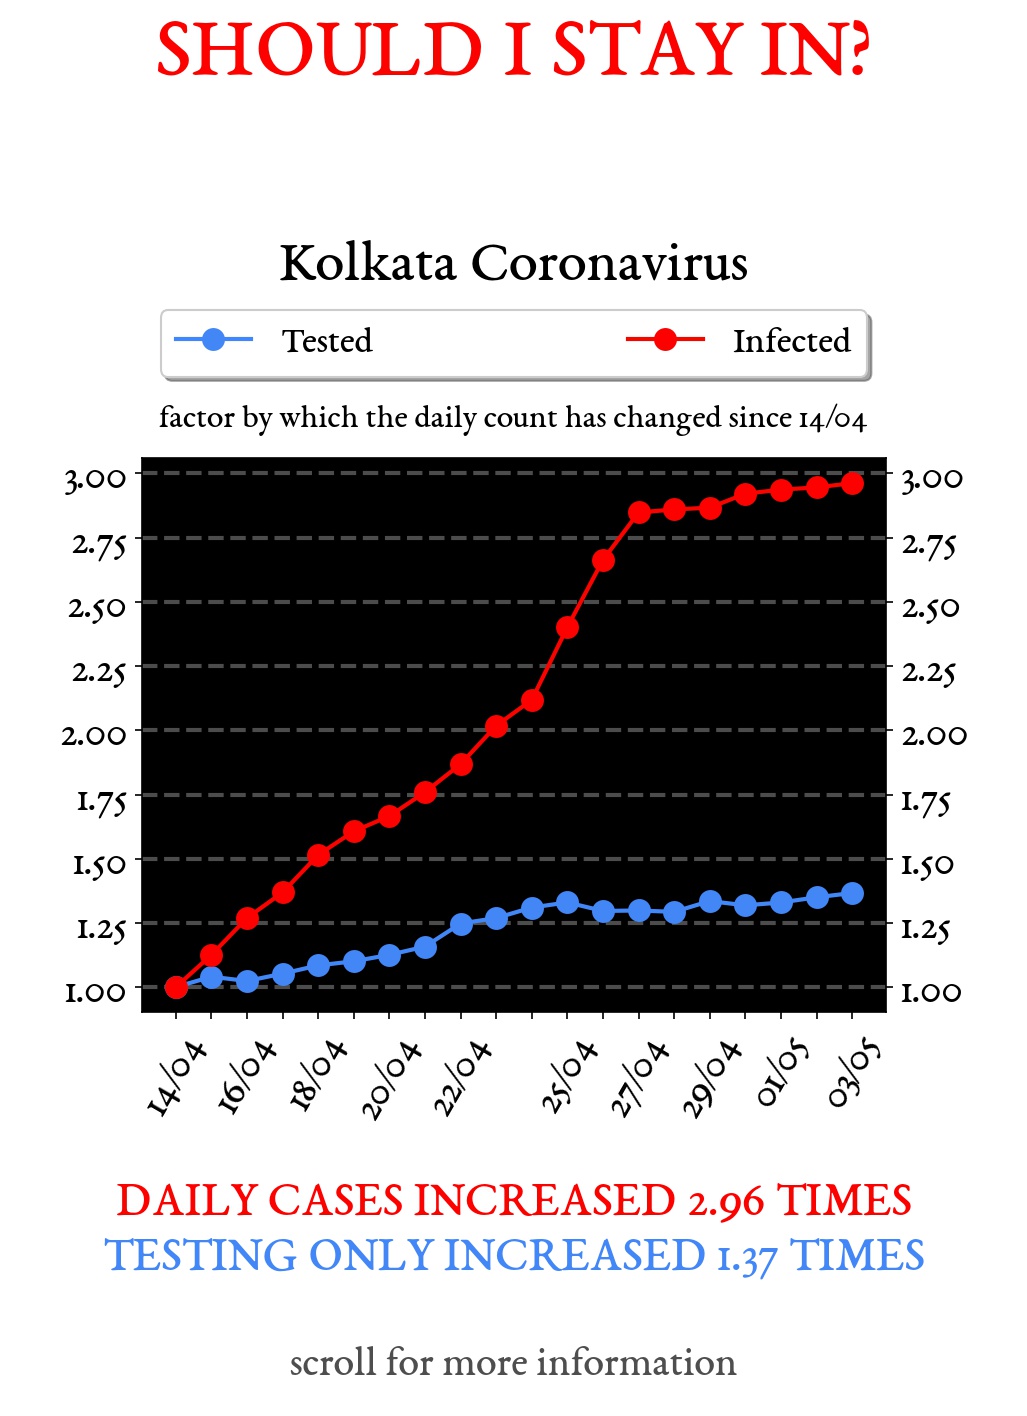 SHOULD I STAY IN?
Kolkata Coronavirus
Tested Infected
factor by which the daily count has changed since 14/04
3.00 3.00
2.75 2.75
2.50 2.50
2.25 2.25
2.00 2.00
1.75 1.75
1.50 1.50
1.25 1.25
1.00 1.00
14/04 16/04 18/04 20/04 22/04 25/04 27/04 29/04 01/05 03/05
DAILY CASES INCREASED 2.96 TIMES
TESTING ONLY INCREASED 1.37 TIMES
scroll for more information